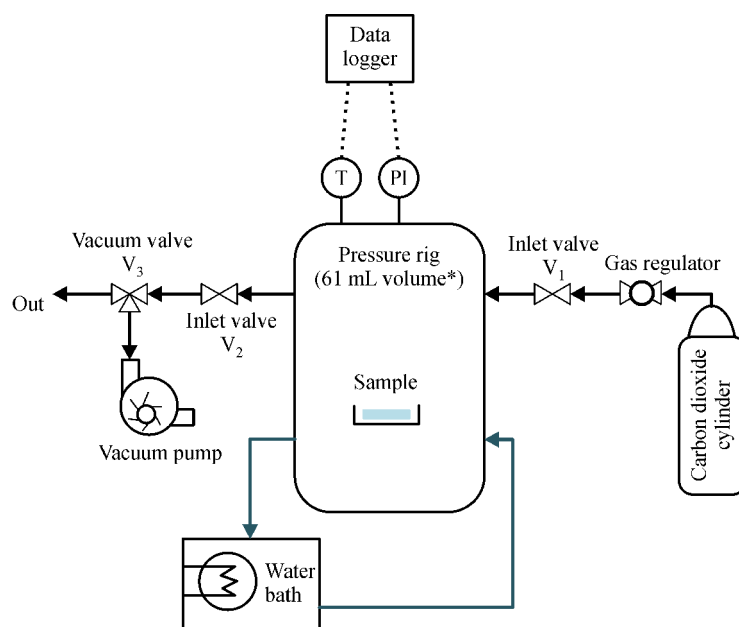 Data
logger
T
PI
Vacuum valve
V₃
Pressure rig
(61 mL volume*)
Inlet valve
V₁
Gas regulator
Out
Inlet valve
V₂
Sample
Carbon dioxide
cylinder
Vacuum pump
Water
bath